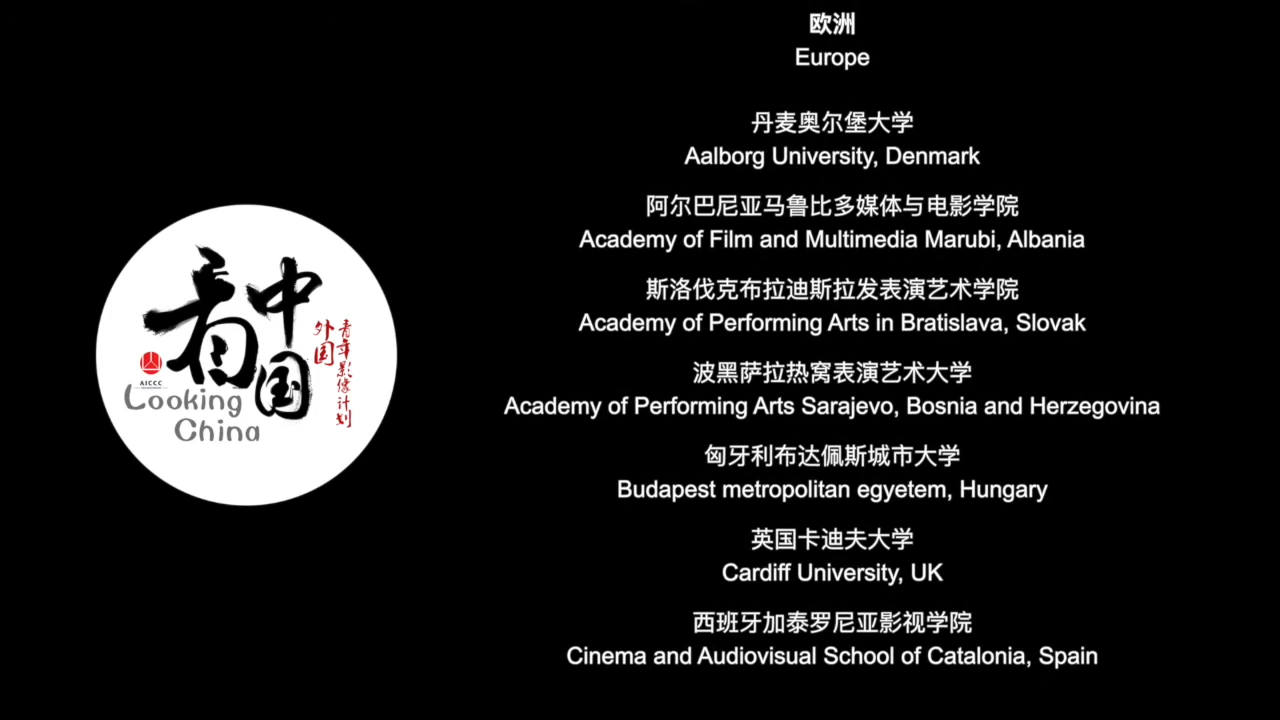 看中国
外国青年影像计划
AICCC
Looking
China
欧洲
Europe
丹麦奥尔堡大学
Aalborg University, Denmark
阿尔巴尼亚马鲁比多媒体与电影学院
Academy of Film and Multimedia Marubi, Albania
斯洛伐克布拉迪斯拉发表演艺术学院
Academy of Performing Arts in Bratislava, Slovak
波黑萨拉热窝表演艺术大学
Academy of Performing Arts Sarajevo, Bosnia and Herzegovina
匈牙利布达佩斯城市大学
Budapest metropolitan egyetem, Hungary
英国卡迪夫大学
Cardiff University, UK
西班牙加泰罗尼亚影视学院
Cinema and Audiovisual School of Catalonia, Spain